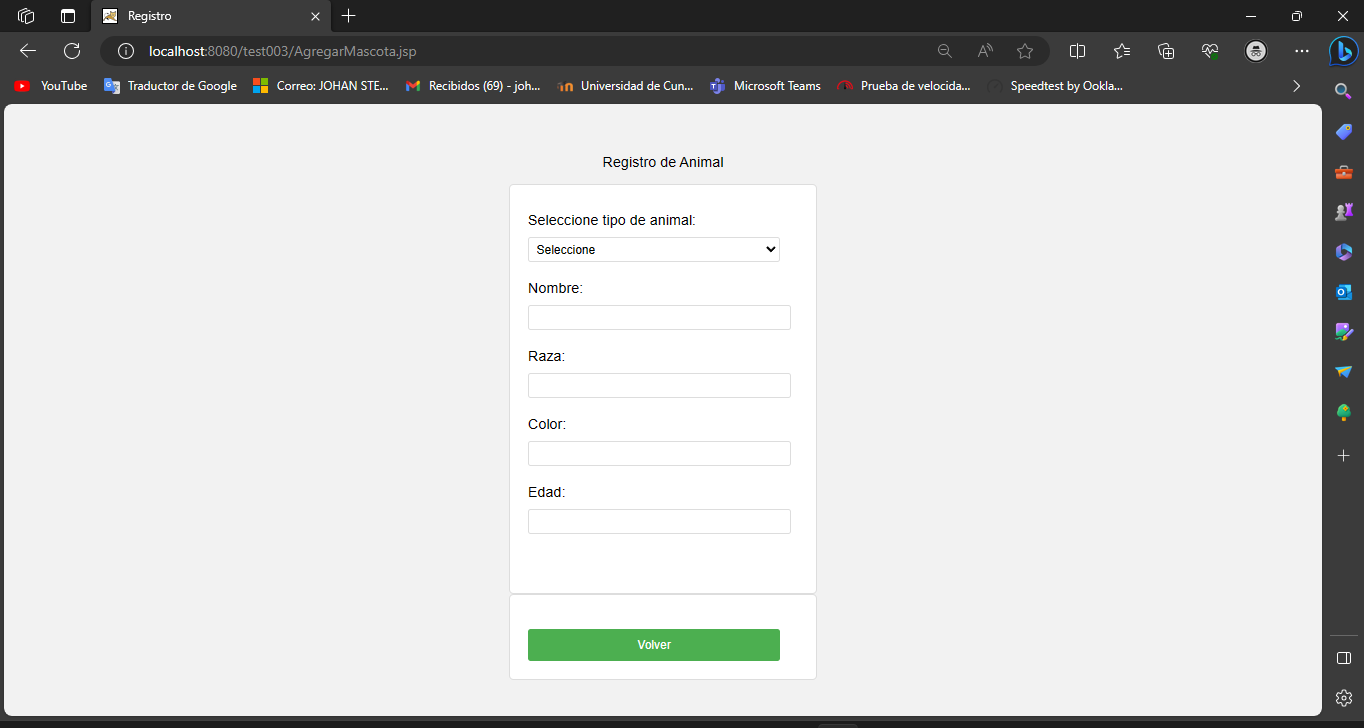 Registro
localhost:8080/test003/AgregarMascota.jsp
YouTube Traductor de Google Correo: JOHAN STE... Recibidos (69) - joh... Universidad de Cun... Microsoft Teams Prueba de velocida... Speedtest by Ookla...
Registro de Animal
Seleccione tipo de animal:
Seleccione
Nombre:
Raza:
Color:
Edad:
Volver